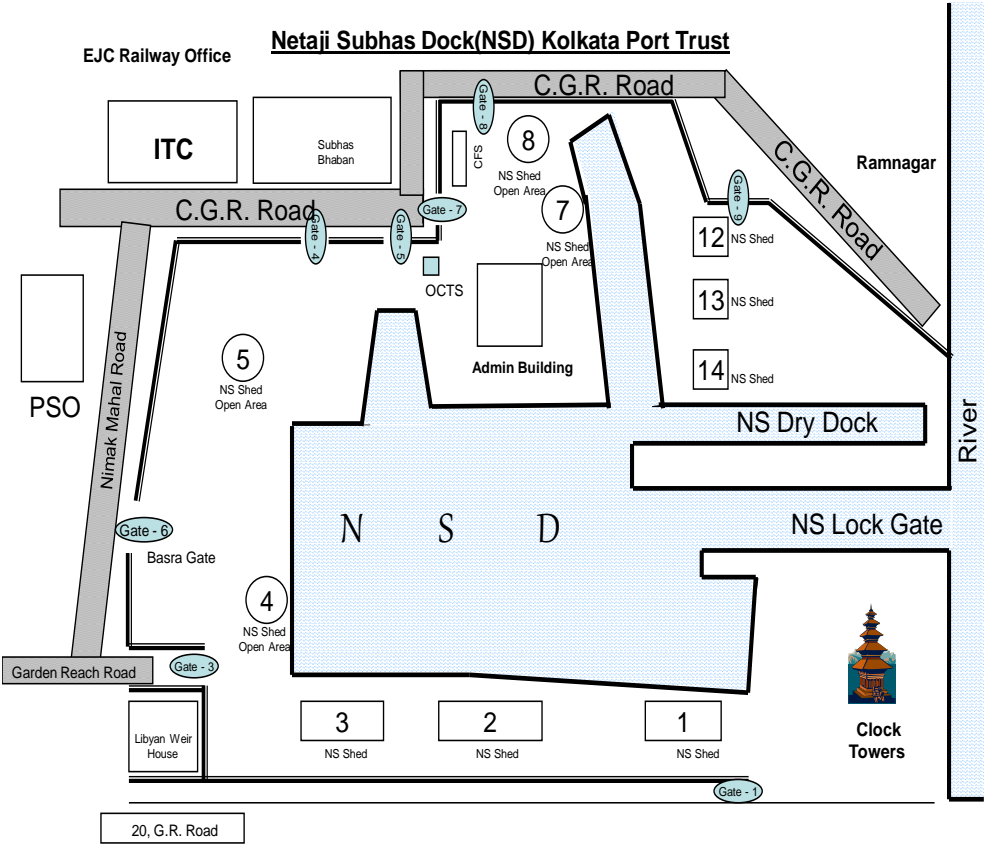 Netaji Subhas Dock(NSD) Kolkata Port Trust
EJC Railway Office
C.G.R. Road
Gate - 8
ITC
Subhas
Bhaban
CFS
8
NS Shed
Open Area
Ramnagar
C.G.R. Road
C.G.R. Road
Gate - 7
7
Gate - 9
Gate - 4
Gate - 5
NS Shed
Open Area
12
NS Shed
OCTS
13
NS Shed
5
NS Shed
Open Area
Admin Building
14
NS Shed
PSO
Nimak Mahal Road
NS Dry Dock
River
Gate - 6
Basra Gate
N S D
NS Lock Gate
4
NS Shed
Open Area
Gate - 3
Garden Reach Road
Libyan Weir
House
3
NS Shed
2
NS Shed
1
NS Shed
Clock
Towers
Gate - 1
20, G.R. Road